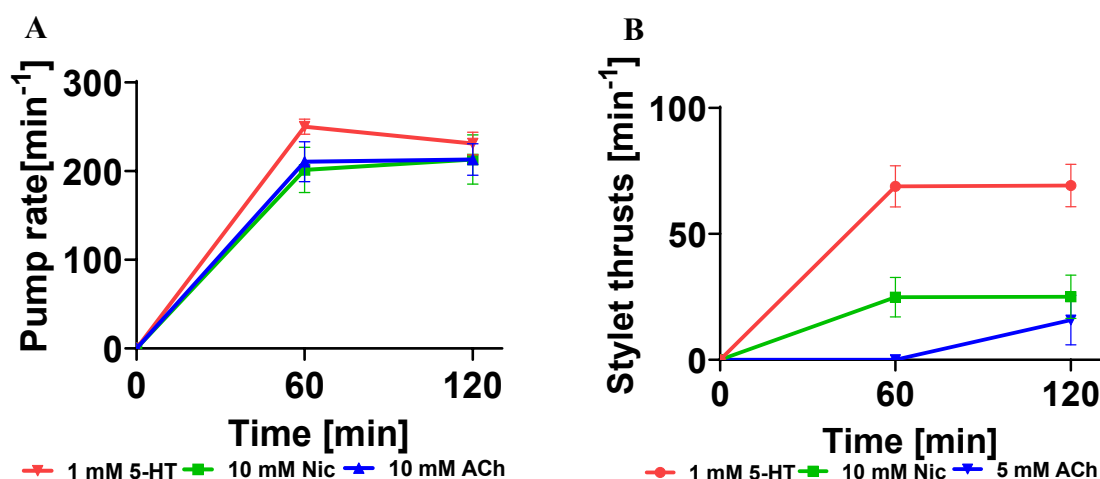 A
Pump rate[min-1]
300
200
100
0
0 60 120
Time [min]
1 mM 5-HT 10 mM Nic 10 mM ACh
B
Stylet thrusts [min-1]
100
50
0
0 60 120
Time [min]
1 mM 5-HT 10 mM Nic 5 mM ACh